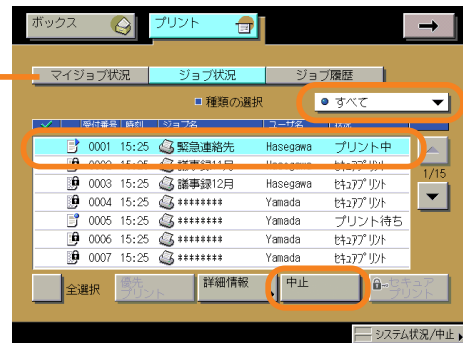 ボックス プリント →
マイジョブ状況 ジョブ状況 ジョブ履歴
種類の選択 すべて
受付番号 時刻 ジョブ名 ユーザ名 状況
0001 15:25 緊急連絡先 Hasegawa プリント中
0002 15:25 議事録11月 Hasegawa セキュアプリント
0003 15:25 議事録12月 Hasegawa セキュアプリント
0004 15:25 ******** Yamada セキュアプリント
0005 15:25 ******** Yamada プリント待ち
0006 15:25 ******** Yamada セキュアプリント
0007 15:25 ******** Yamada セキュアプリント
1/15
全選択 優先プリント 詳細情報 中止 セキュアプリント
システム状況/中止